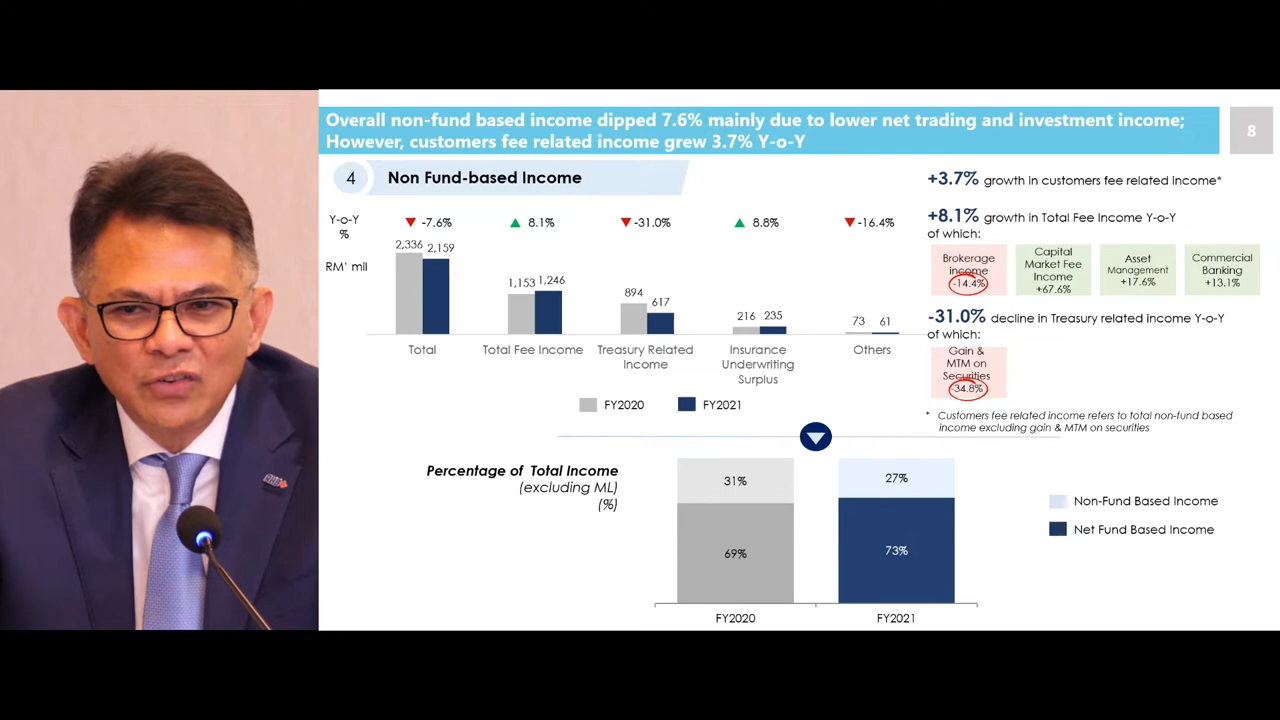 Overall non-fund based income dipped 7.6% mainly due to lower net trading and investment income;
However, customers fee related income grew 3.7% Y-o-Y
8
4
Non Fund-based Income
Y-o-Y
%
-7.6%
8.1%
-31.0%
8.8%
-16.4%
RM' mil
2,336
2,159
1,153
1,246
894
617
216
235
73
61
Total
Total Fee Income
Treasury Related
Income
Insurance
Underwriting
Surplus
Others
FY2020
FY2021
+3.7% growth in customers fee related income*
+8.1% growth in Total Fee Income Y-o-Y
of which:
Brokerage
income
-14.4%
Capital
Market Fee
Income
+67.6%
Asset
Management
+17.6%
Commercial
Banking
+13.1%
-31.0% decline in Treasury related income Y-o-Y
of which:
Gain &
MTM on
Securities
-34.8%
* Customers fee related income refers to total non-fund based
income excluding gain & MTM on securities
Percentage of Total Income
(excluding ML)
(%)
31%
69%
27%
73%
FY2020
FY2021
Non-Fund Based Income
Net Fund Based Income